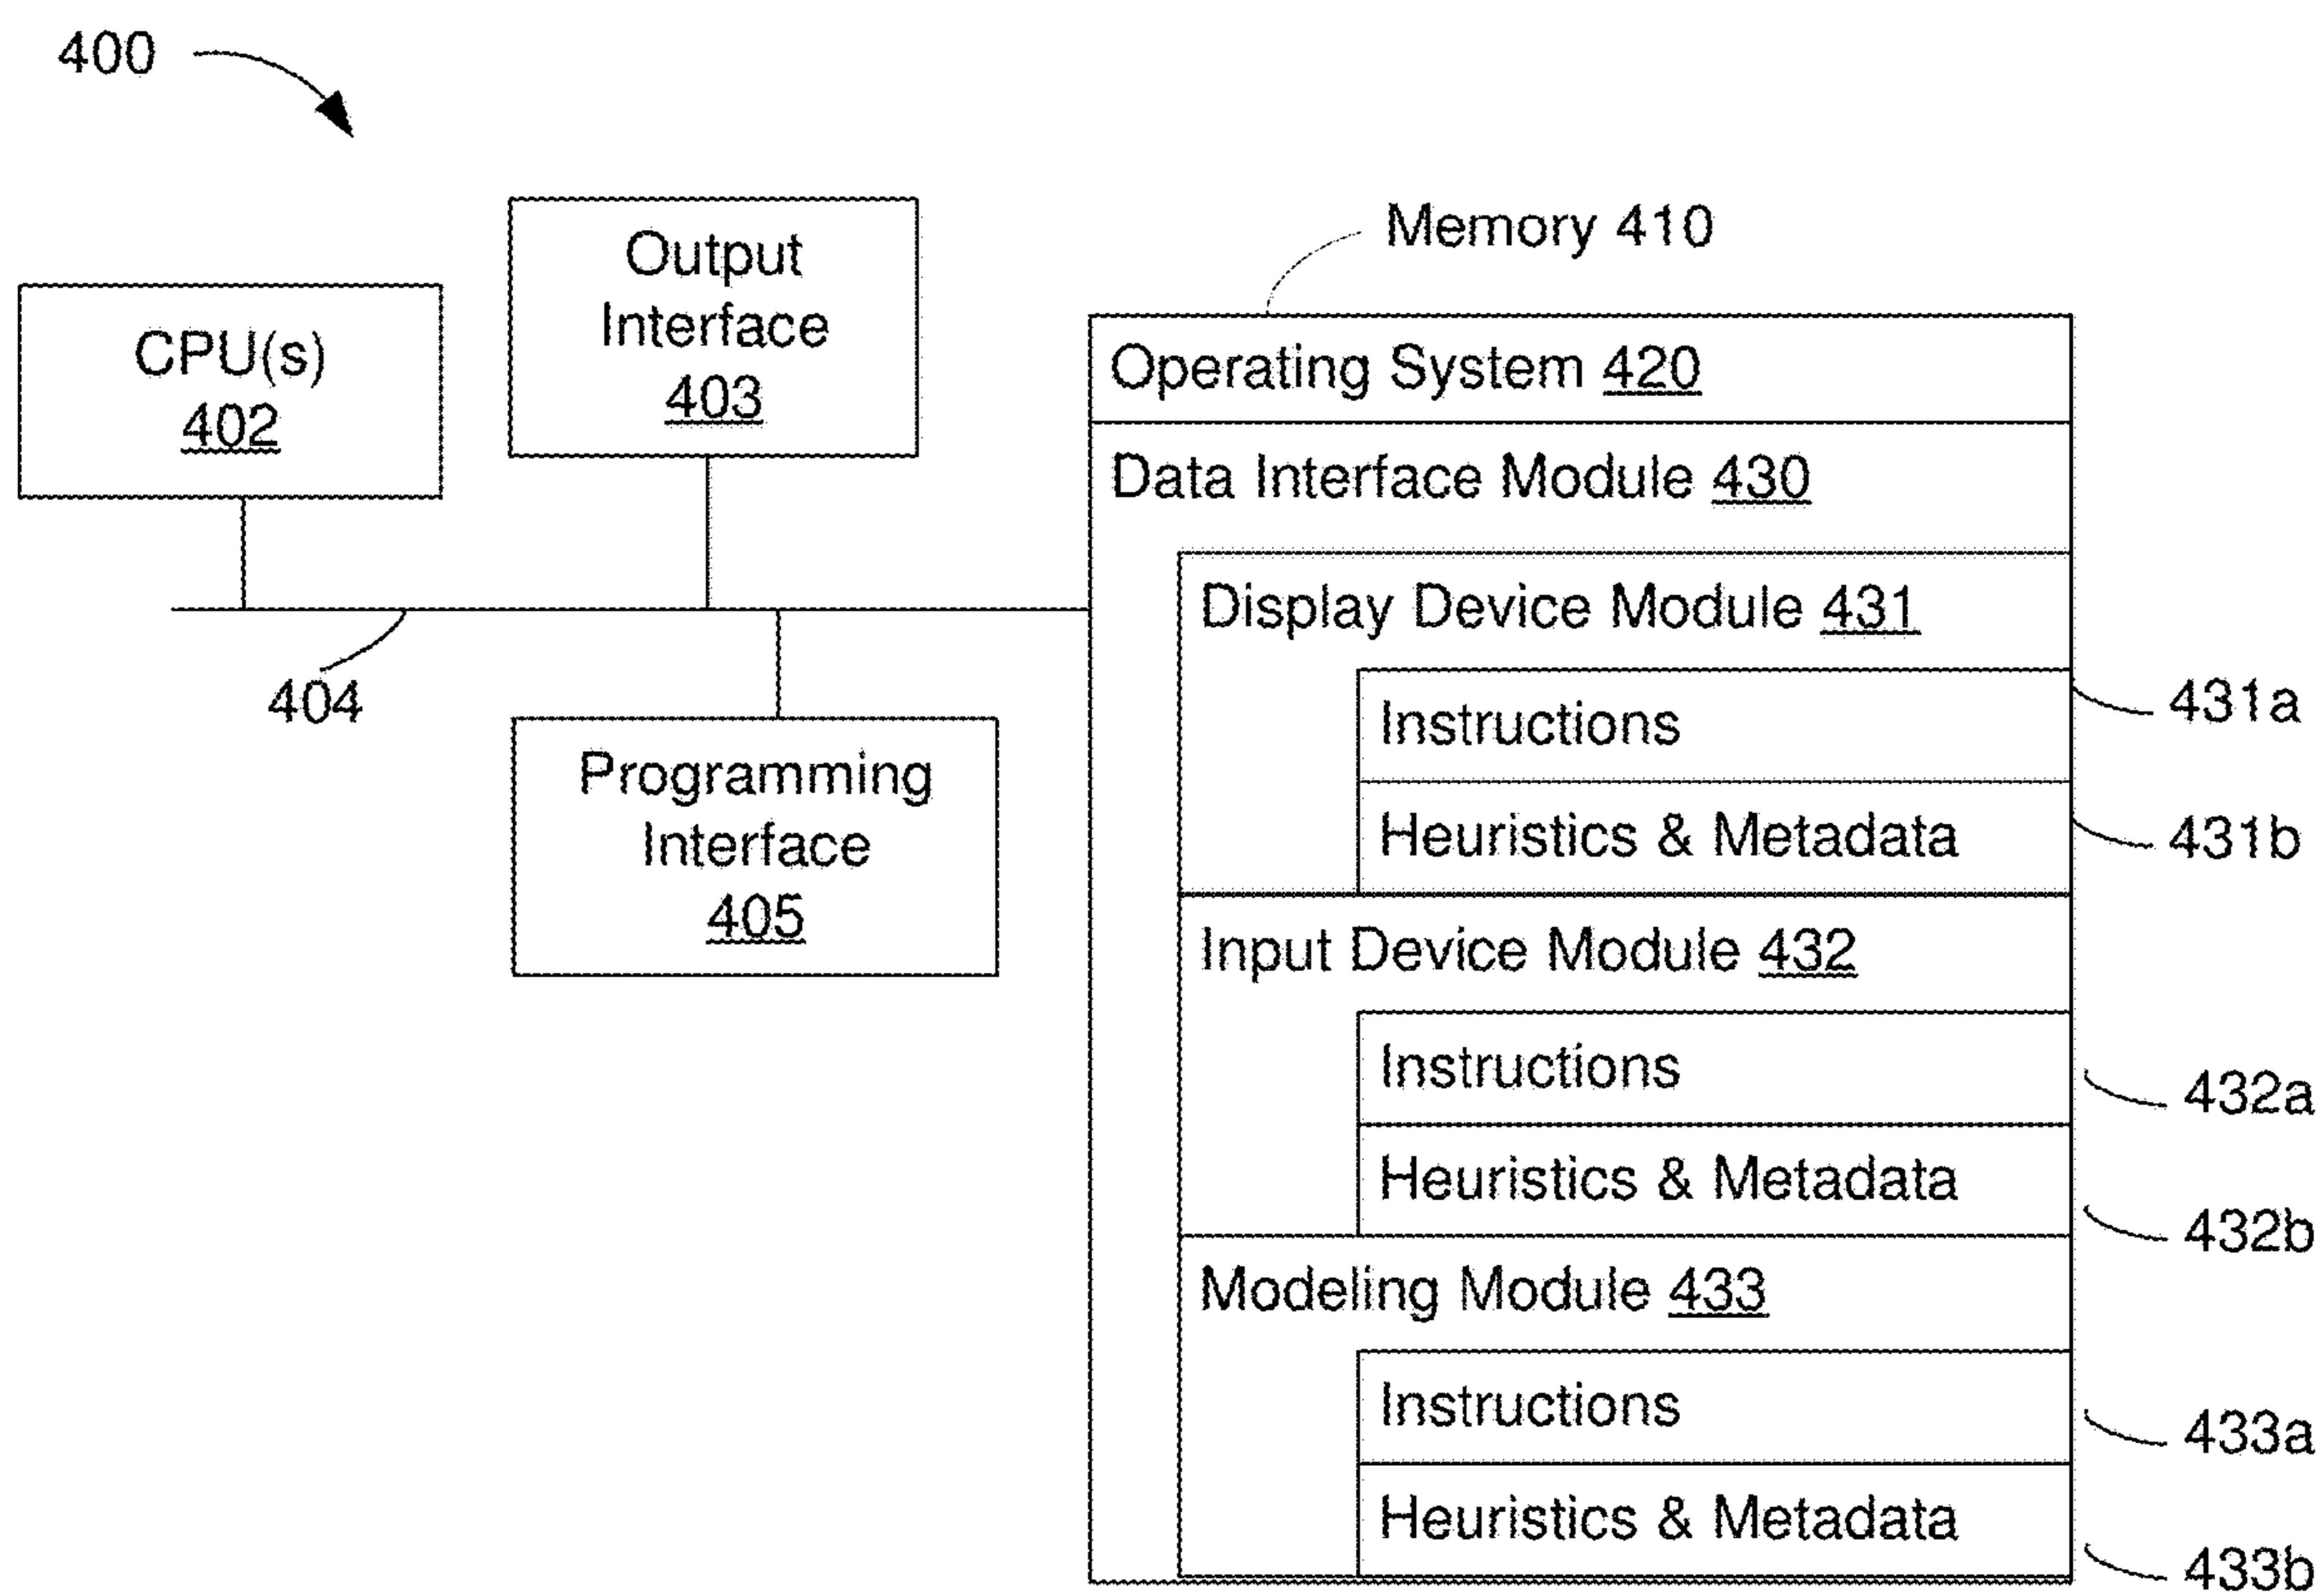 400
CPU(s)
402
Output
Interface
403
404
Programming
Interface
405
Memory 410
Operating System 420
Data Interface Module 430
Display Device Module 431
Instructions
431a
Heuristics & Metadata
431b
Input Device Module 432
Instructions
432a
Heuristics & Metadata
432b
Modeling Module 433
Instructions
433a
Heuristics & Metadata
433b